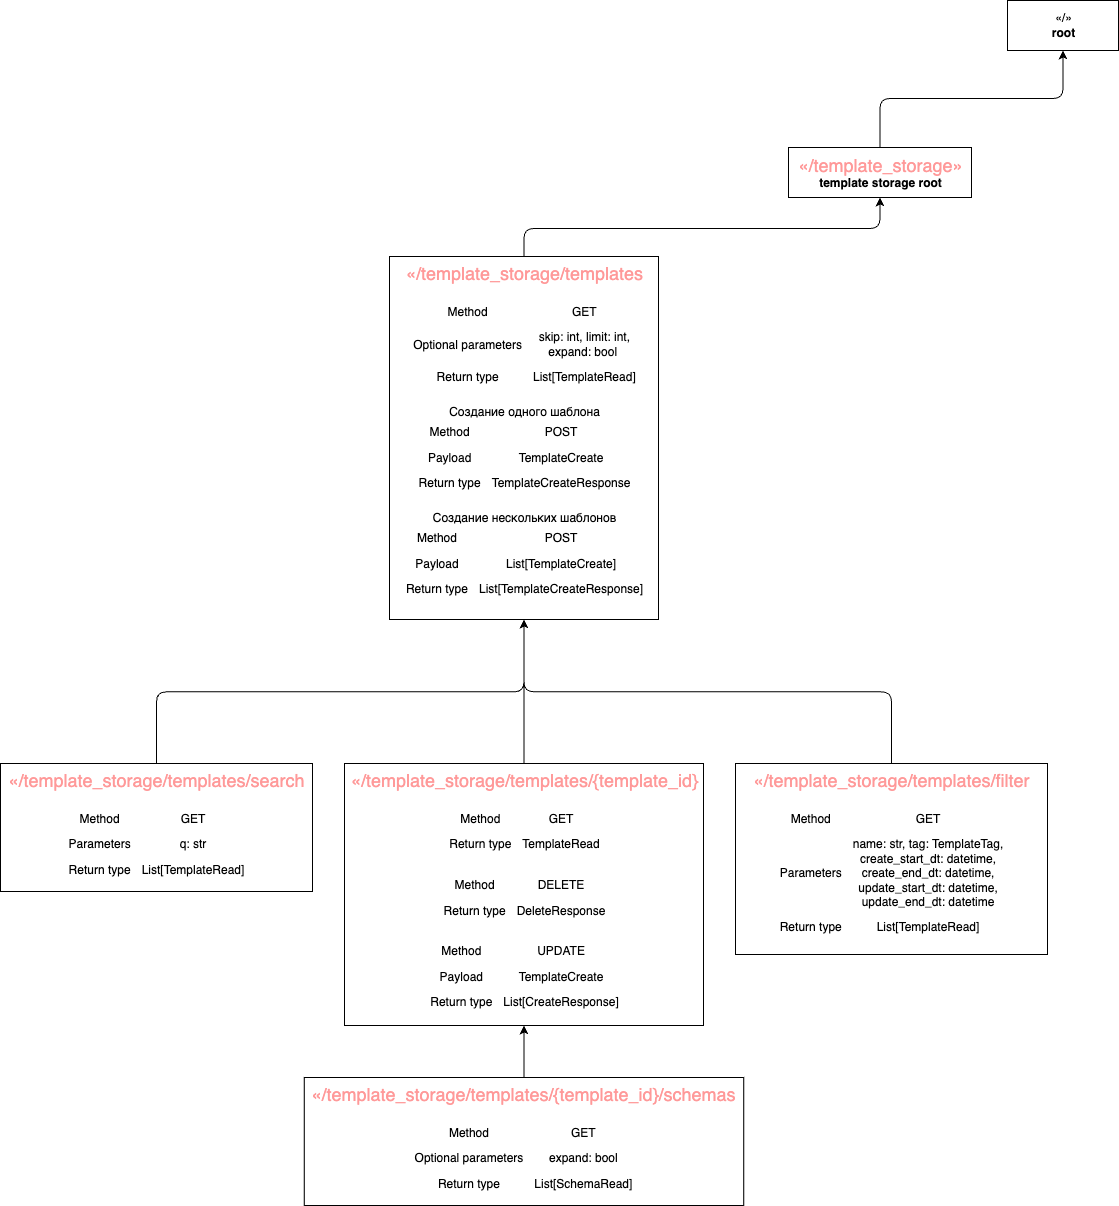 «/»
root
«/template_storage»
template storage root
«/template_storage/templates
Method GET
Optional parameters skip: int, limit: int,
expand: bool
Return type List[TemplateRead]
Создание одного шаблона
Method POST
Payload TemplateCreate
Return type TemplateCreateResponse
Создание нескольких шаблонов
Method POST
Payload List[TemplateCreate]
Return type List[TemplateCreateResponse]
«/template_storage/templates/search
Method GET
Parameters q: str
Return type List[TemplateRead]
«/template_storage/templates/{template_id}
Method GET
Return type TemplateRead
Method DELETE
Return type DeleteResponse
Method UPDATE
Payload TemplateCreate
Return type List[CreateResponse]
«/template_storage/templates/filter
Method GET
Parameters name: str, tag: TemplateTag,
create_start_dt: datetime,
create_end_dt: datetime,
update_start_dt: datetime,
update_end_dt: datetime
Return type List[TemplateRead]
«/template_storage/templates/{template_id}/schemas
Method GET
Optional parameters expand: bool
Return type List[SchemaRead]